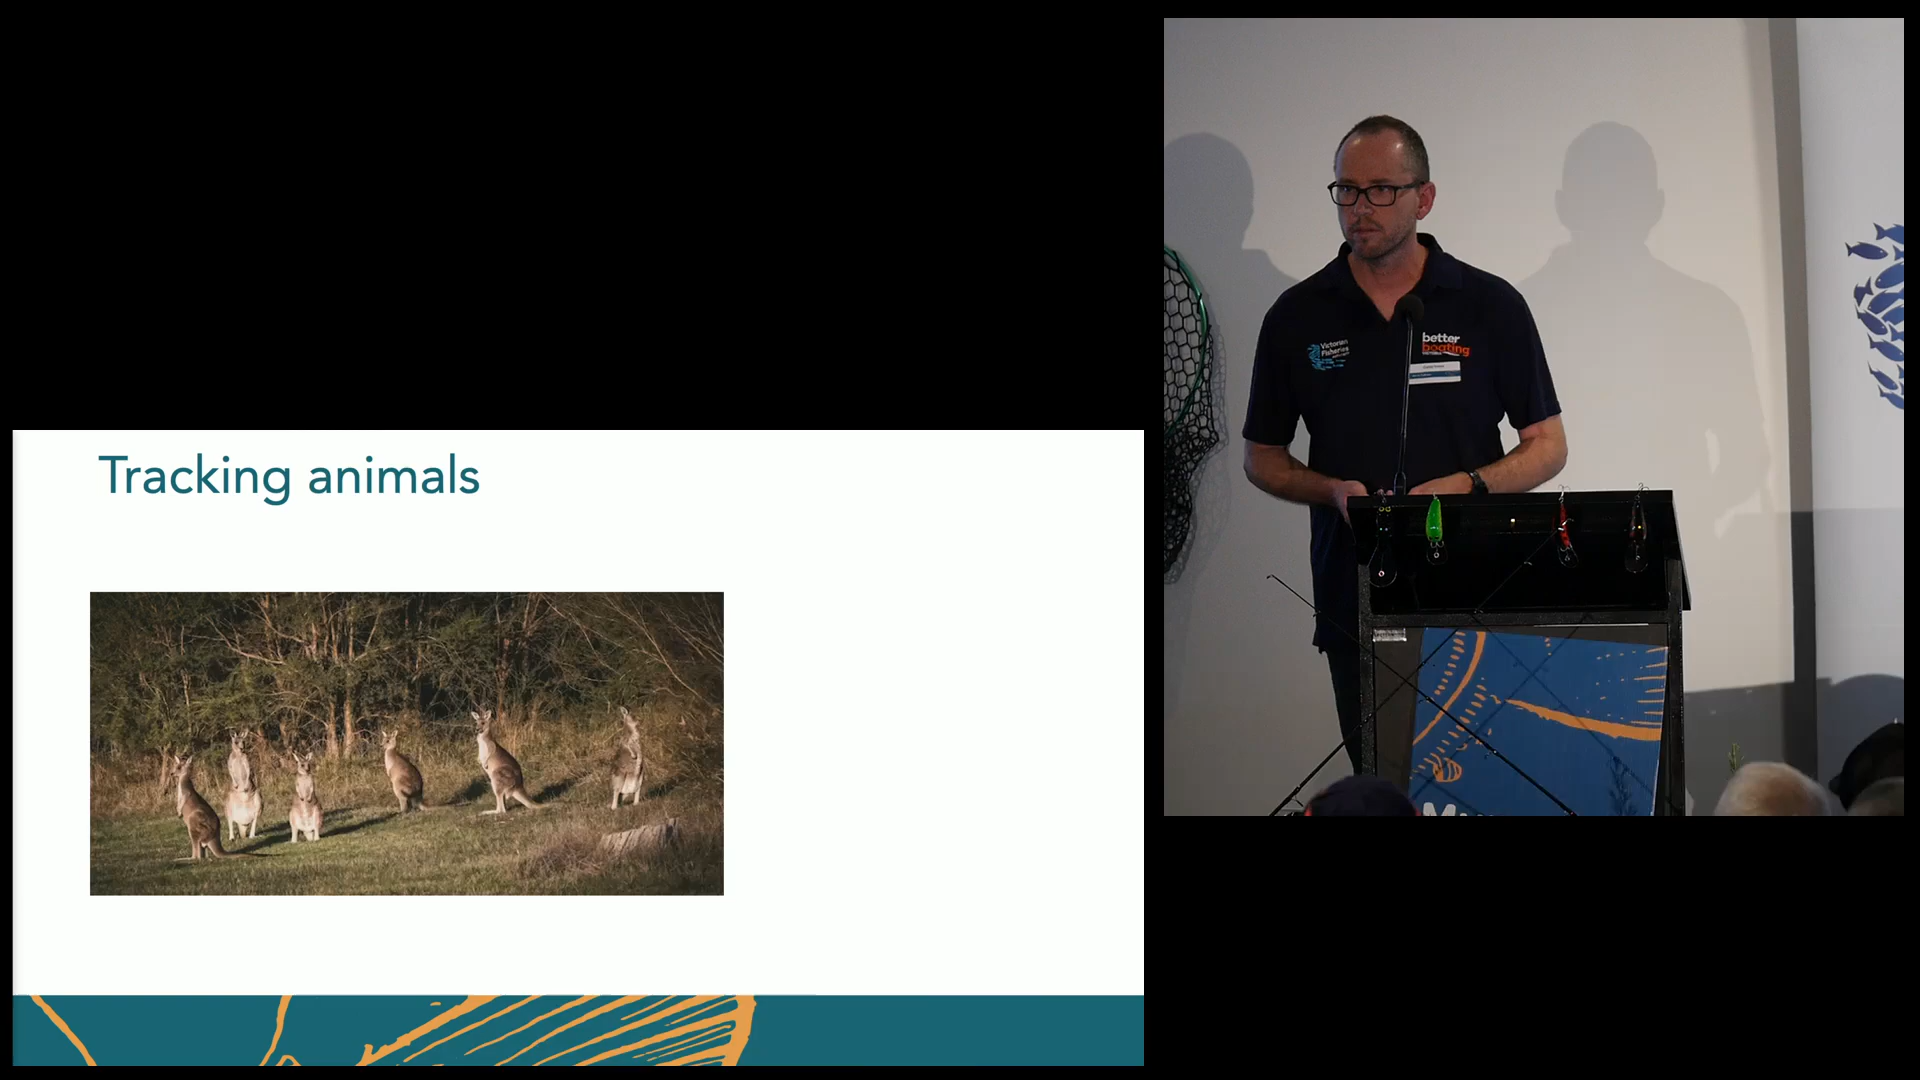 Tracking animals
Victorian
Fisheries
better
boating